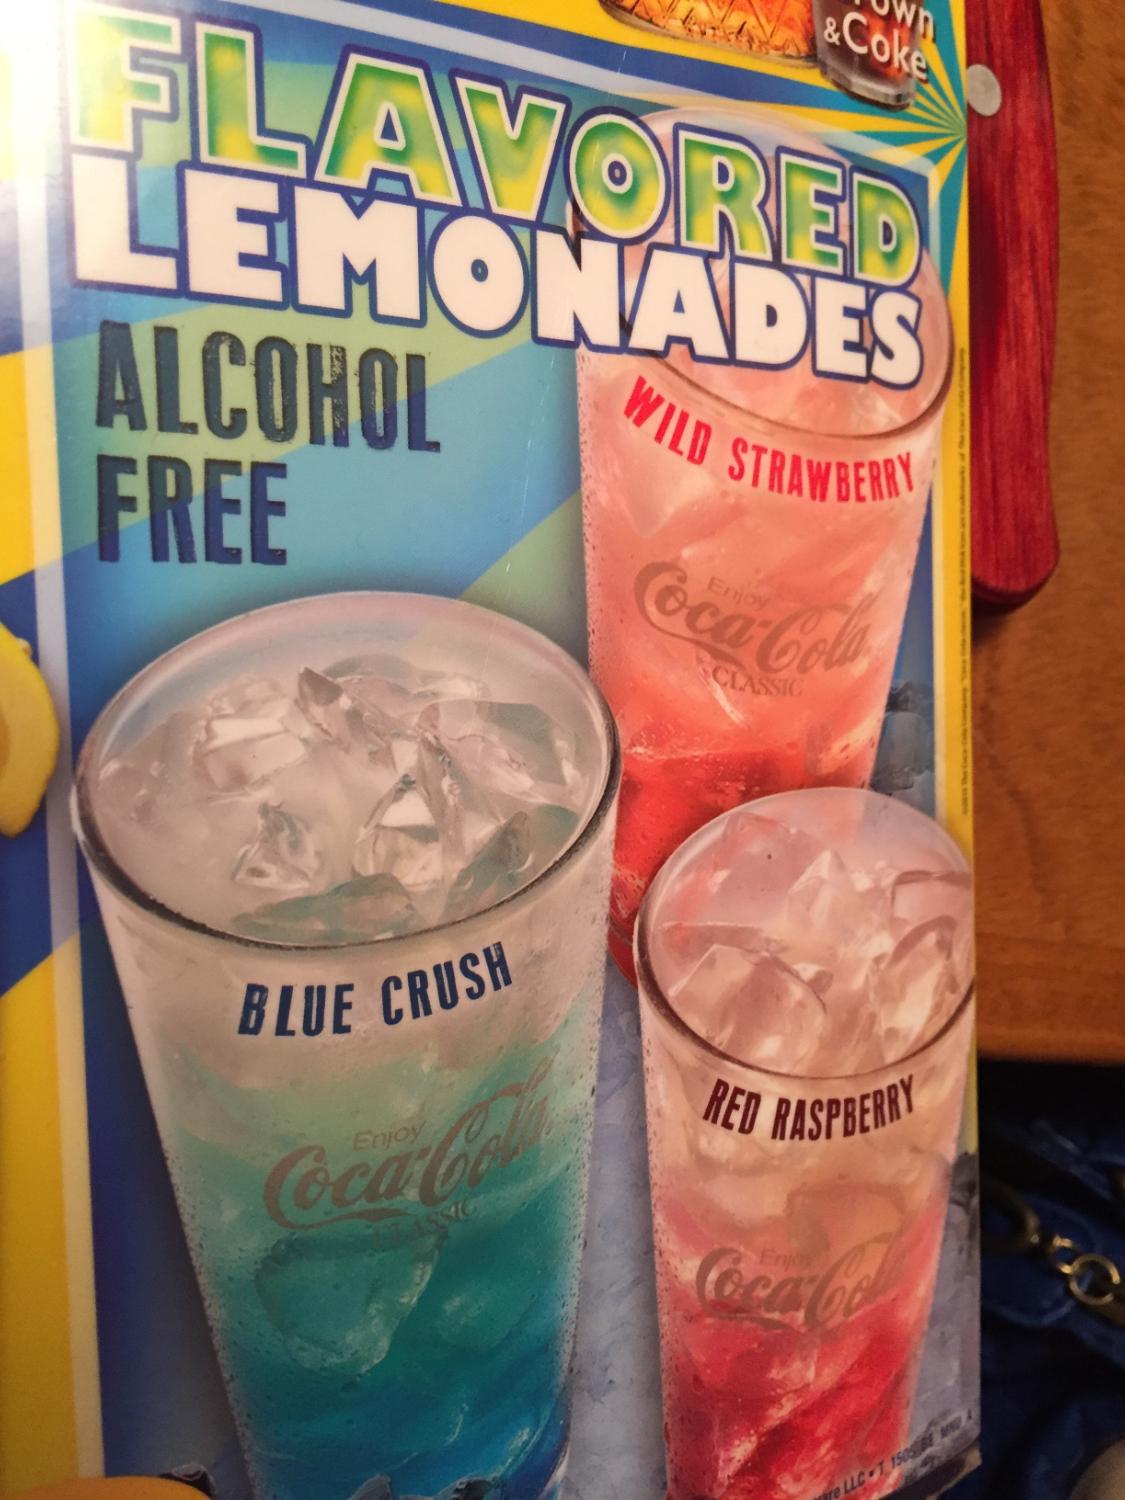 &Coke
FLAVORED
LEMONADES
ALCOHOL
FREE
WILD STRAWBERRY
Enjoy
Coca-Cola
CLASSIC
BLUE CRUSH
Enjoy
Coca-Cola
CLASSIC
RED RASPBERRY
Enjoy
Coca-Cola
LLC • T